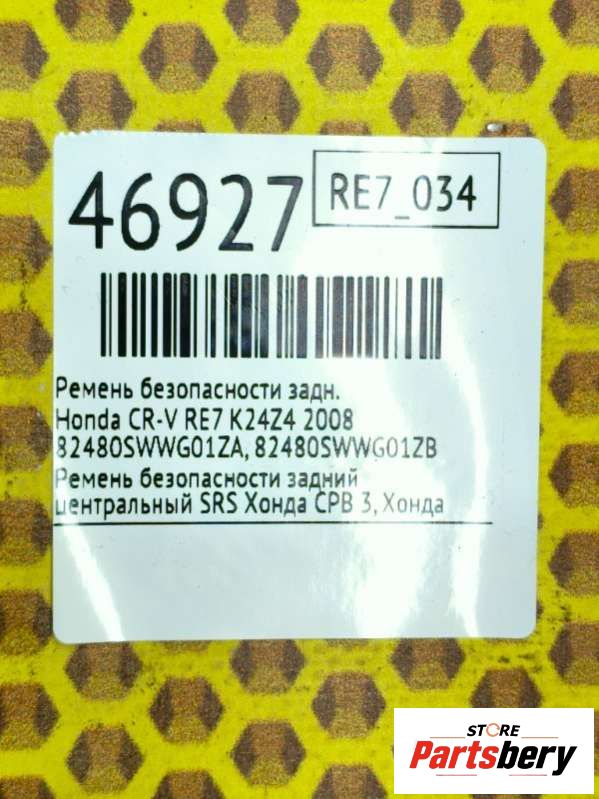 46927
RE7_034
Ремень безопасности задн.
Honda CR-V RE7 K24Z4 2008
82480SWWG01ZA, 82480SWWG01ZB
Ремень безопасности задний
центральный SRS Хонда СРВ 3, Хонда
STORE
Partsbery